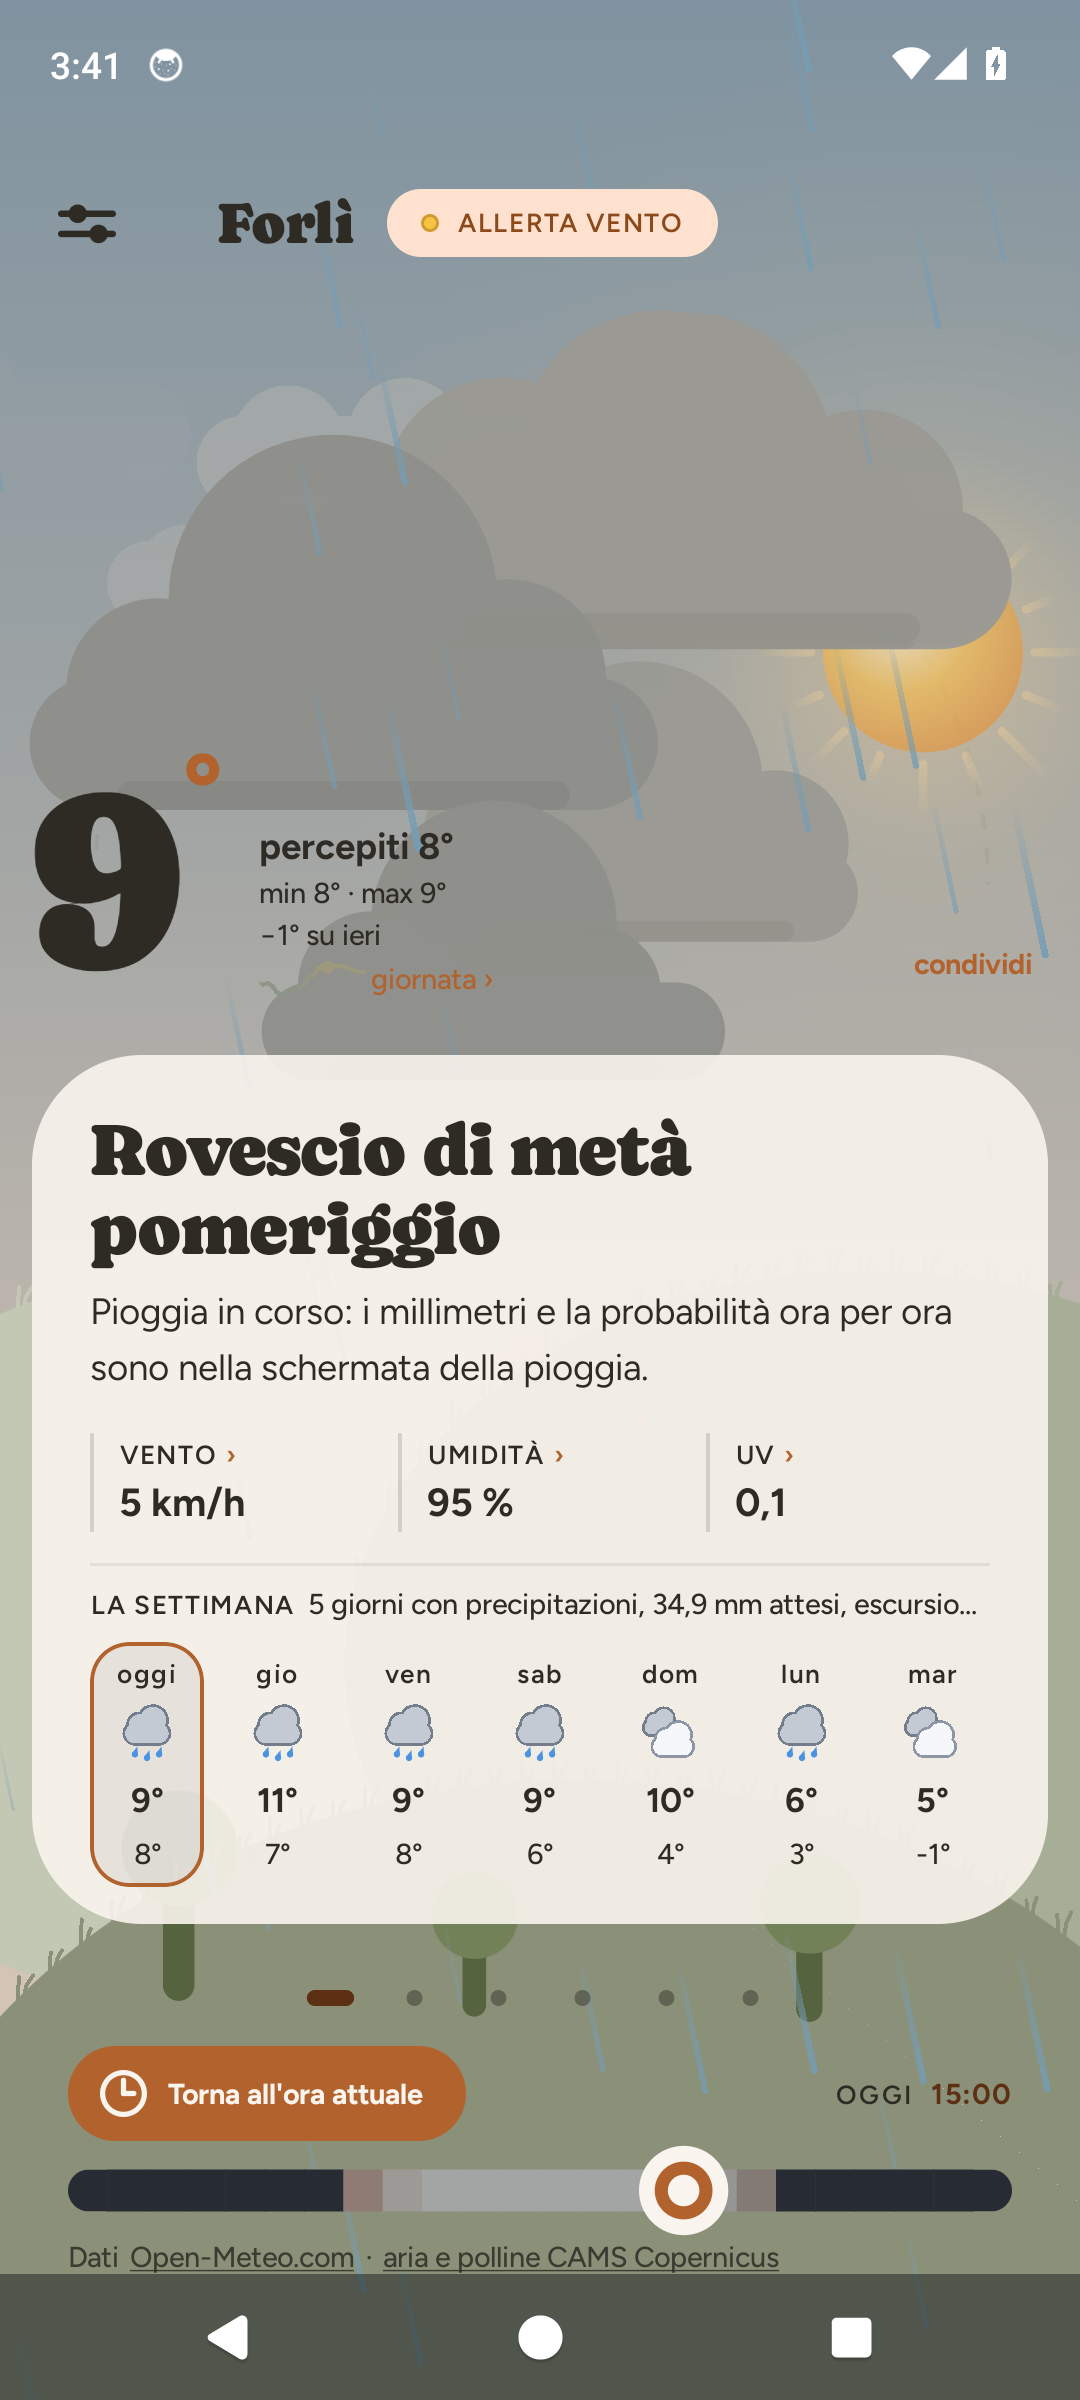 3:41
Forlì
ALLERTA VENTO
9°
percepiti 8°
min 8° · max 9°
−1° su ieri
giornata ›
condividi
Rovescio di metà
pomeriggio
Pioggia in corso: i millimetri e la probabilità ora per ora
sono nella schermata della pioggia.
VENTO › UMIDITÀ › UV ›
5 km/h 95 % 0,1
LA SETTIMANA 5 giorni con precipitazioni, 34,9 mm attesi, escursio...
oggi gio ven sab dom lun mar
9° 11° 9° 9° 10° 6° 5°
8° 7° 8° 6° 4° 3° -1°
Torna all'ora attuale
OGGI 15:00
Dati Open-Meteo.com · aria e polline CAMS Copernicus